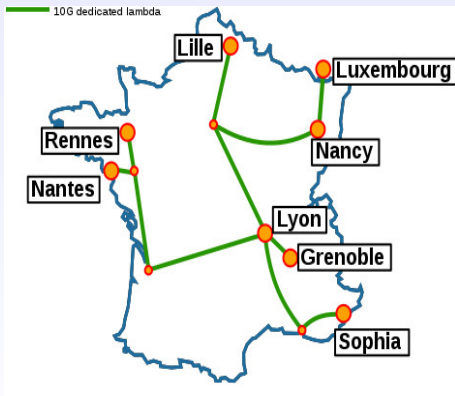 10G dedicated lambda
Lille
Luxembourg
Rennes
Nancy
Nantes
Lyon
Grenoble
Sophia